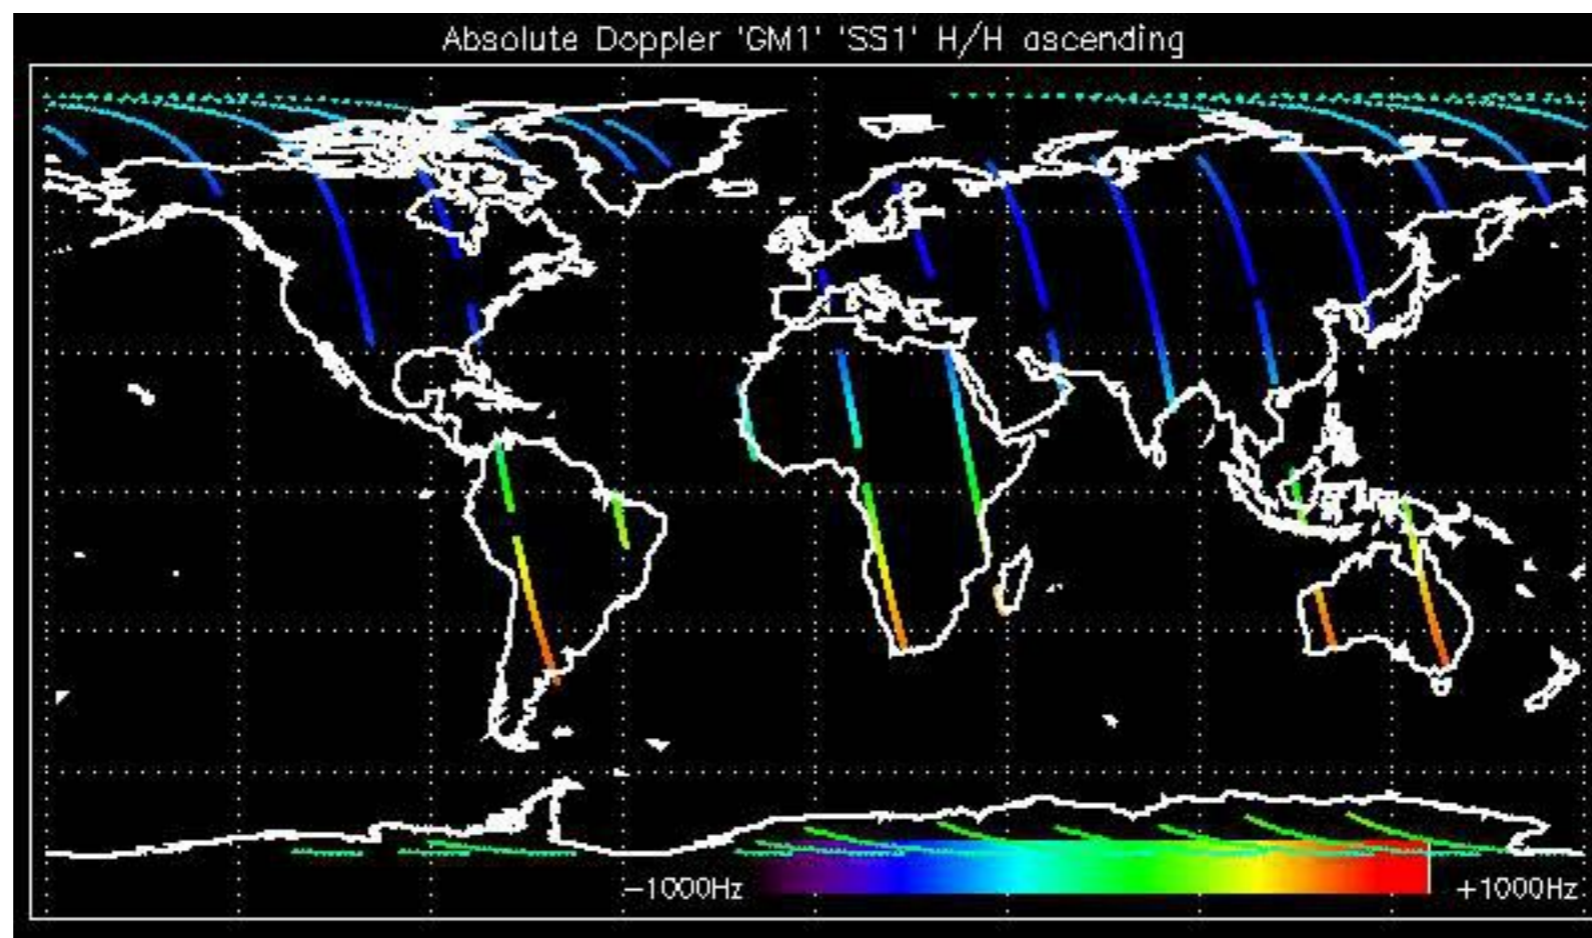 Absolute Doppler 'GM1' 'SS1' H/H ascending
−1000Hz
+1000Hz